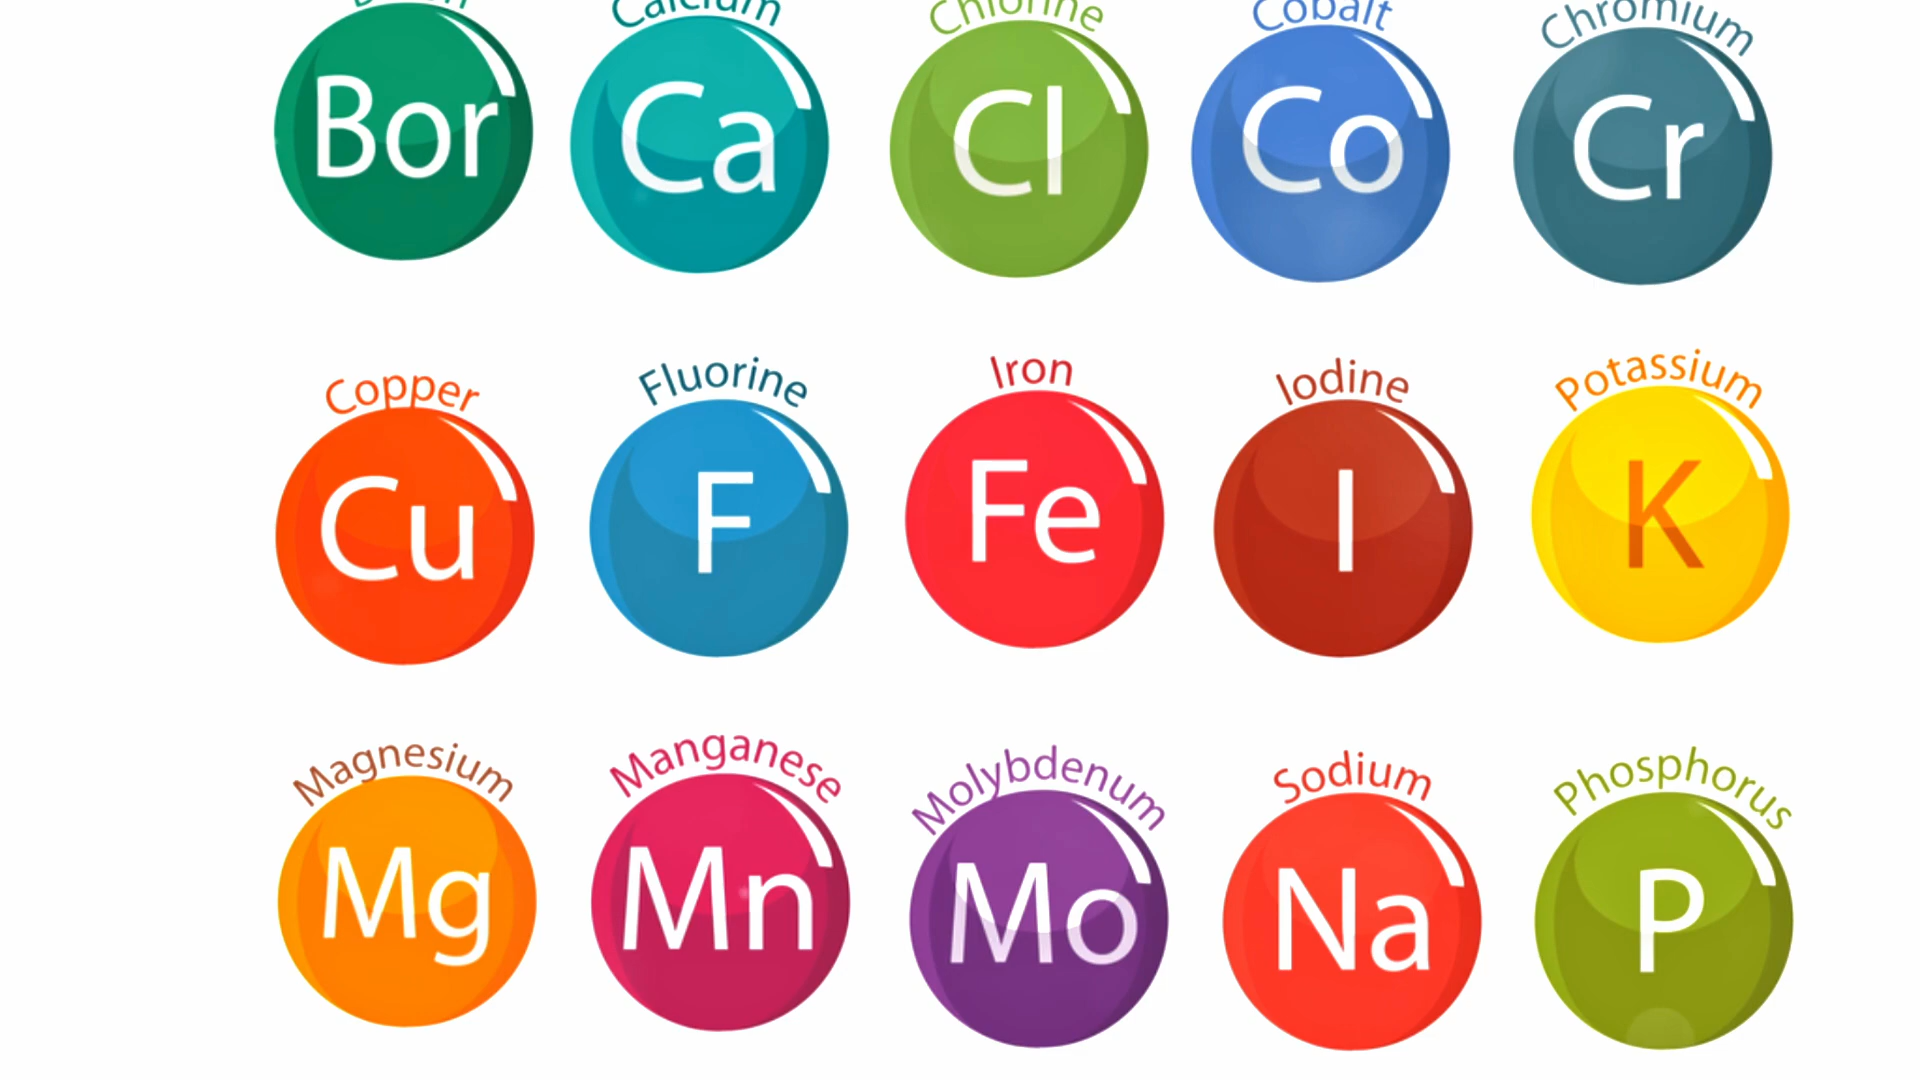 Calcium
Chlorine
Cobalt
Chromium
Bor
Ca
Cl
Co
Cr
Copper
Fluorine
Iron
Iodine
Potassium
Cu
F
Fe
I
K
Magnesium
Manganese
Molybdenum
Sodium
Phosphorus
Mg
Mn
Mo
Na
P